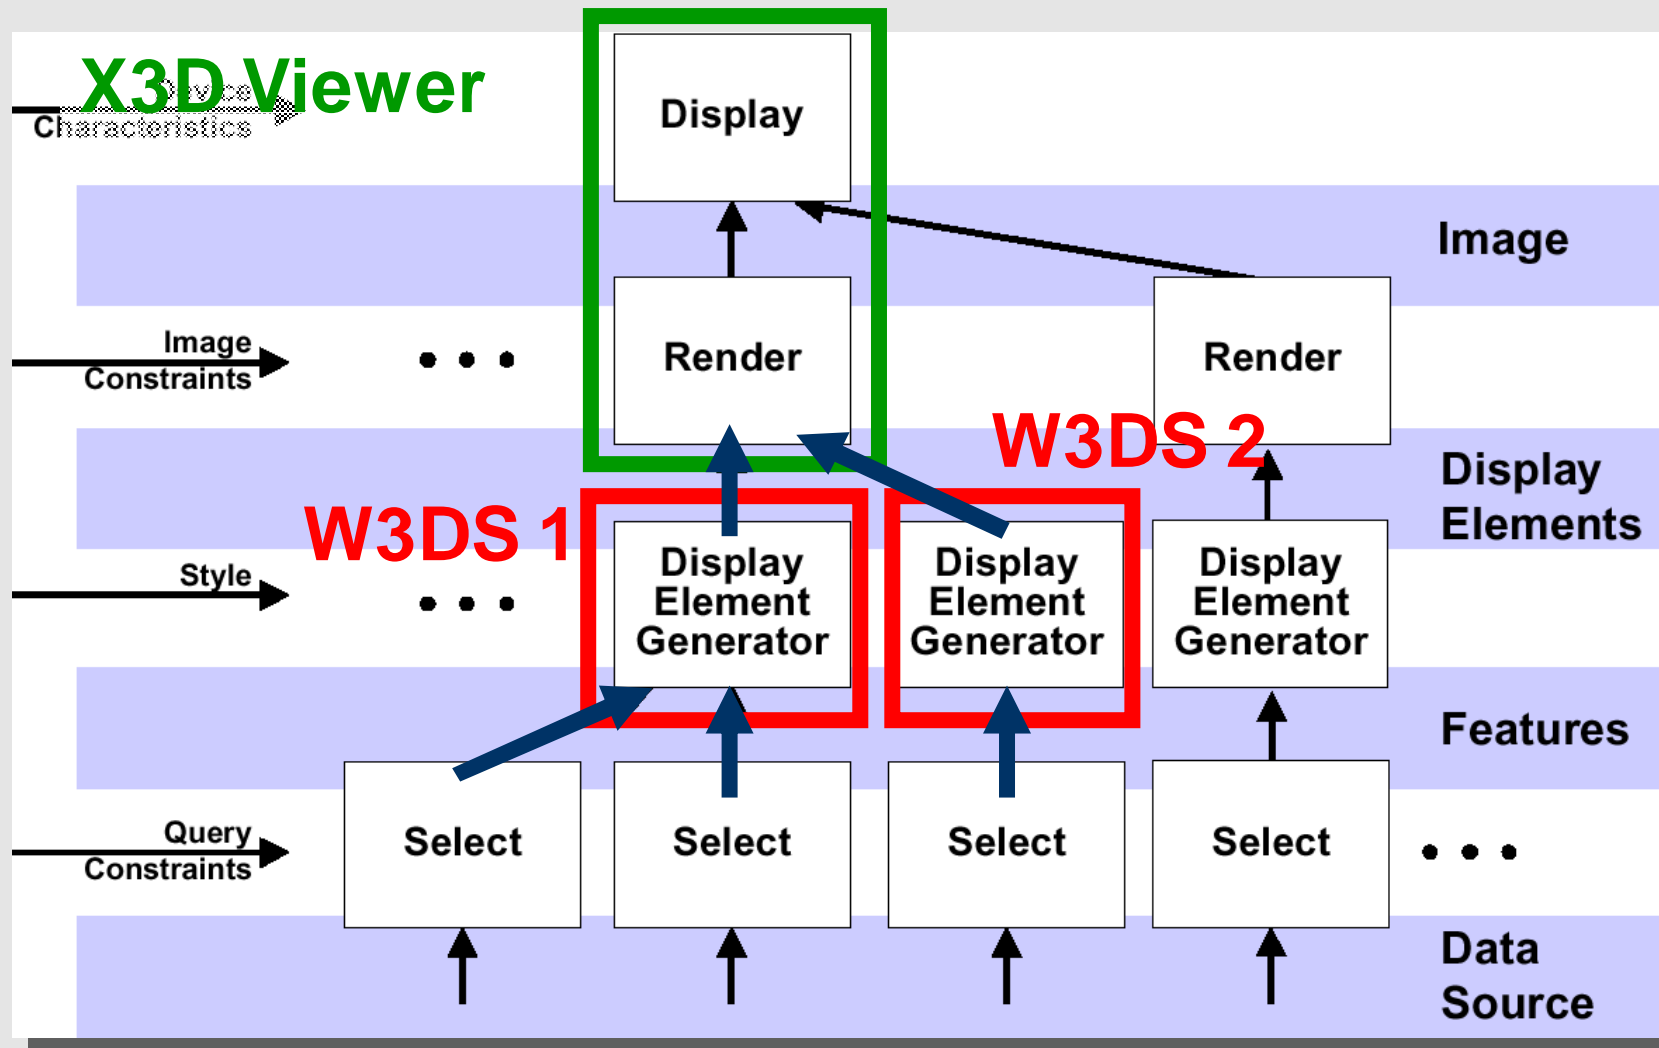 X3D Viewer
Device
Characteristics
Display
Image
Image
Constraints
Render
Render
W3DS 2
Display
Elements
W3DS 1
Style
Display
Element
Generator
Display
Element
Generator
Display
Element
Generator
Features
Query
Constraints
Select
Select
Select
Select
Data
Source